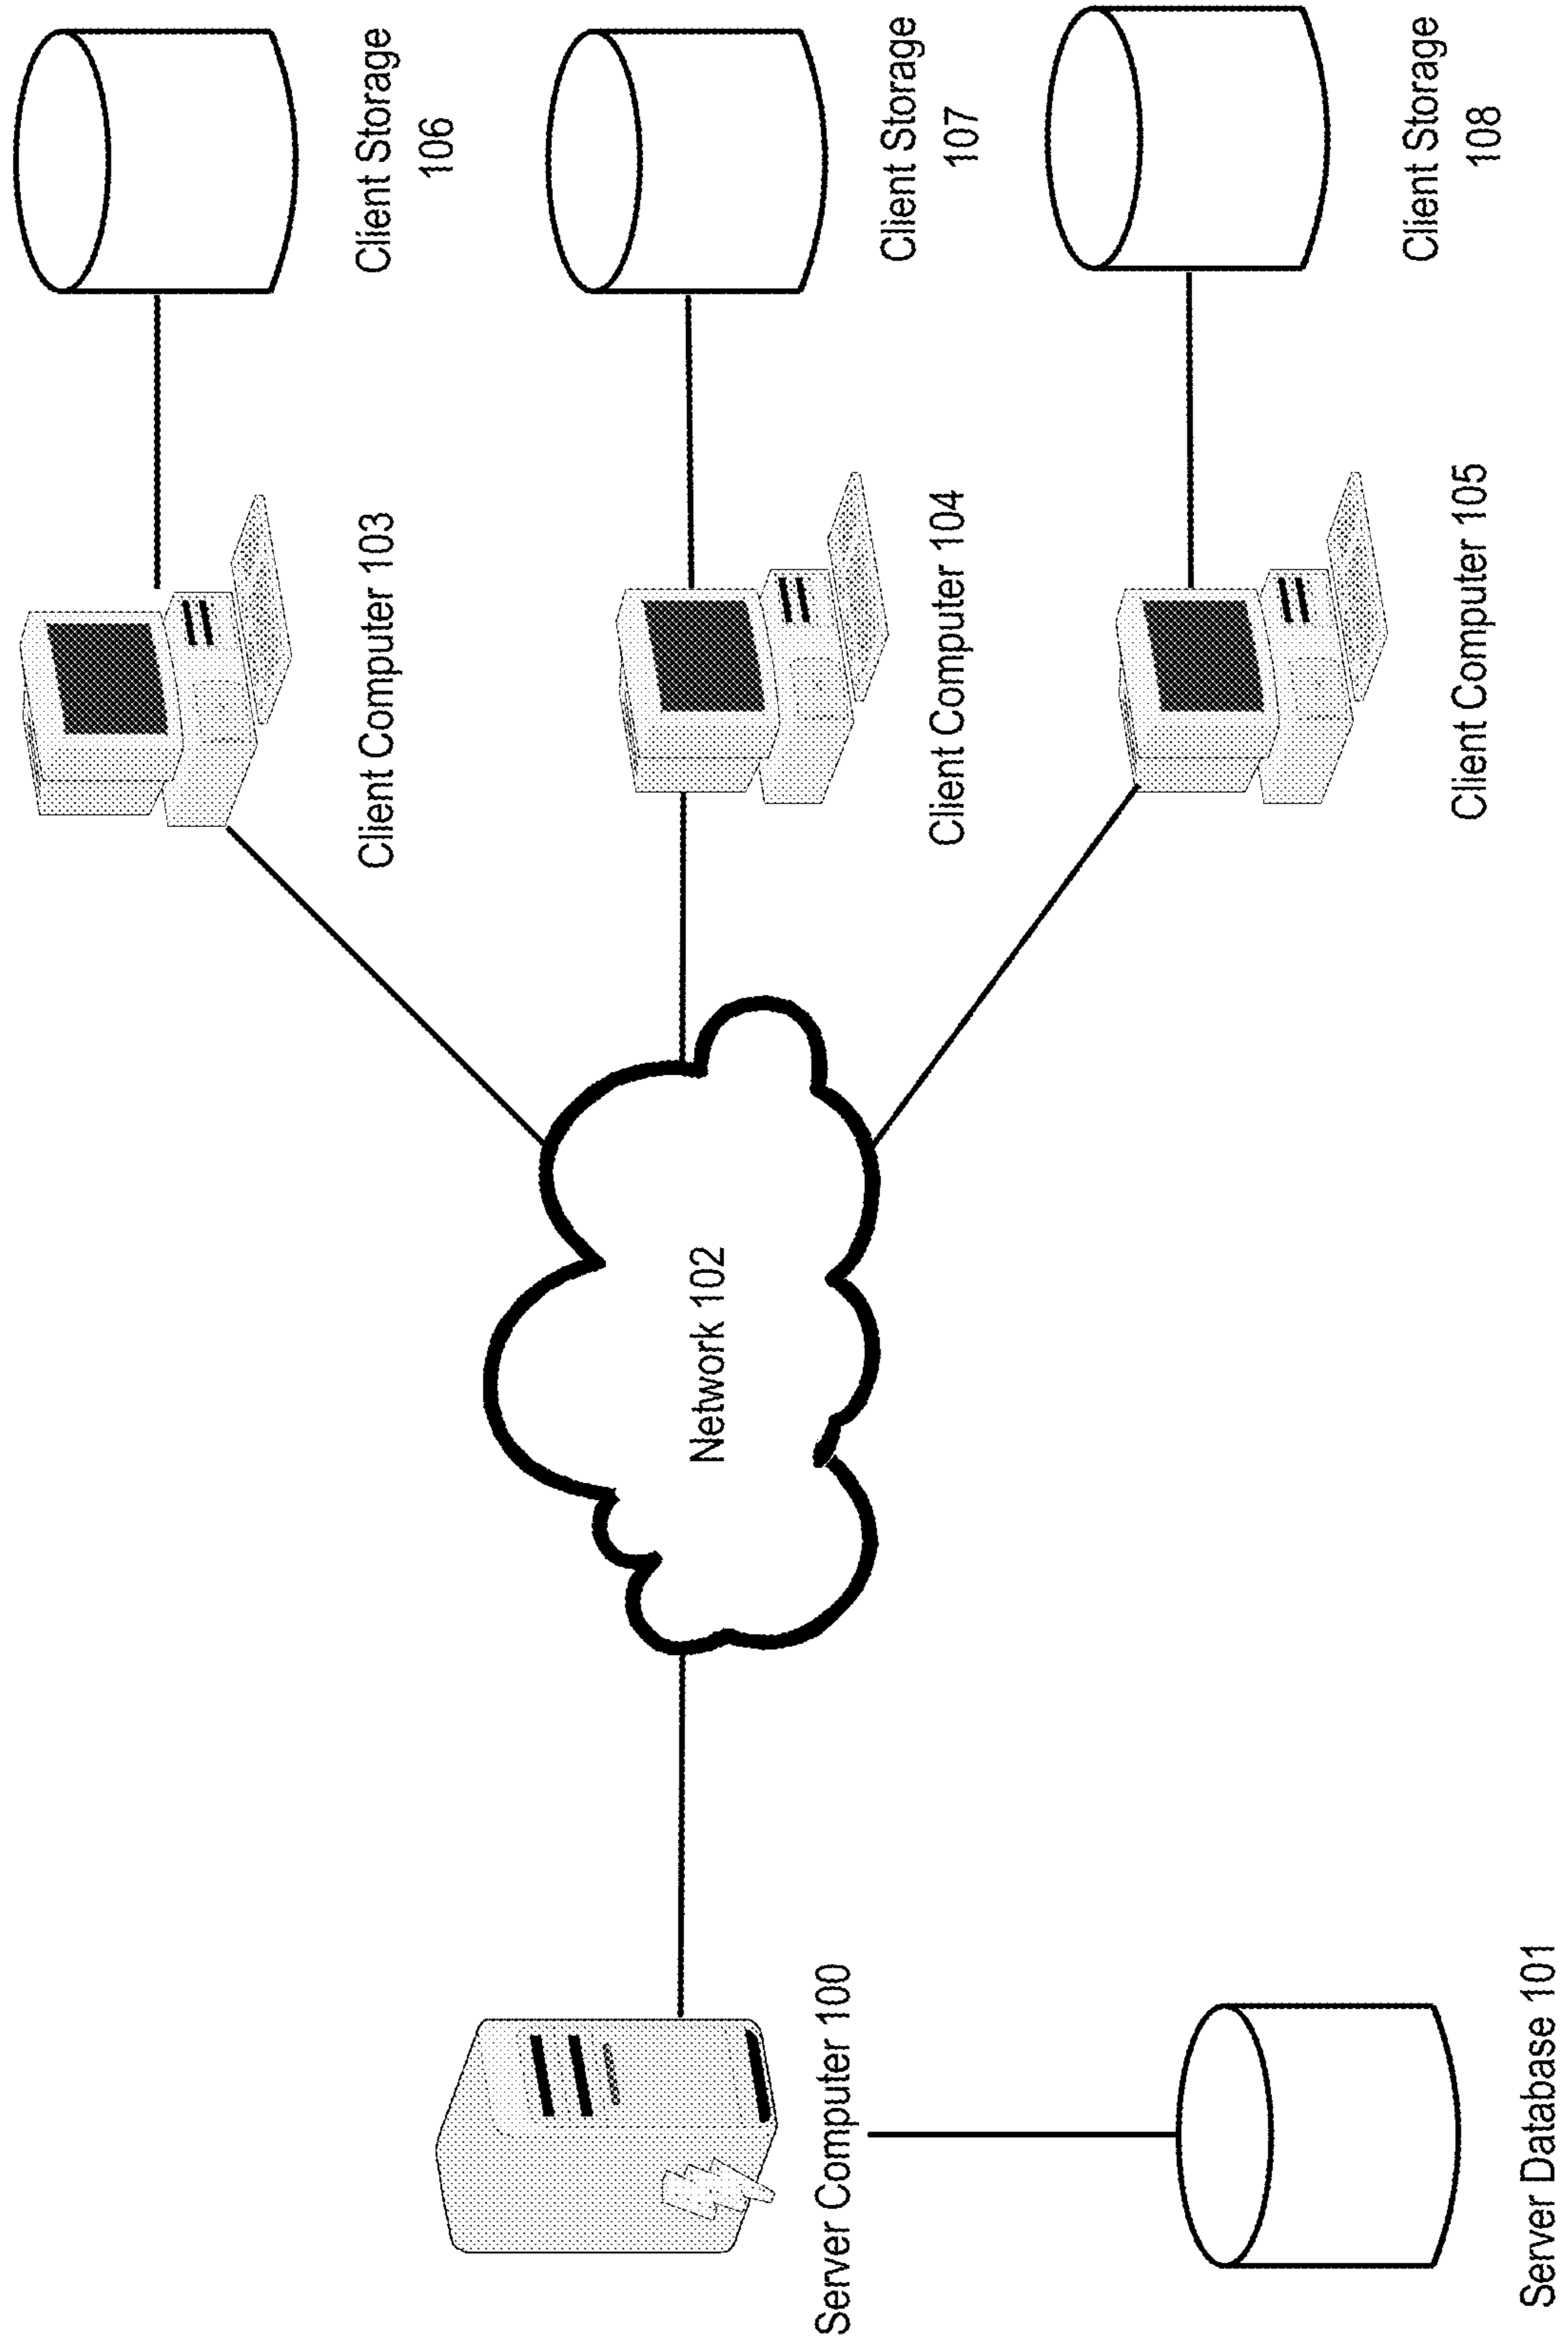 Client Storage
106
Client Computer 103
Client Storage
107
Client Computer 104
Network 102
Server Computer 100
Client Storage
108
Client Computer 105
Server Database 101